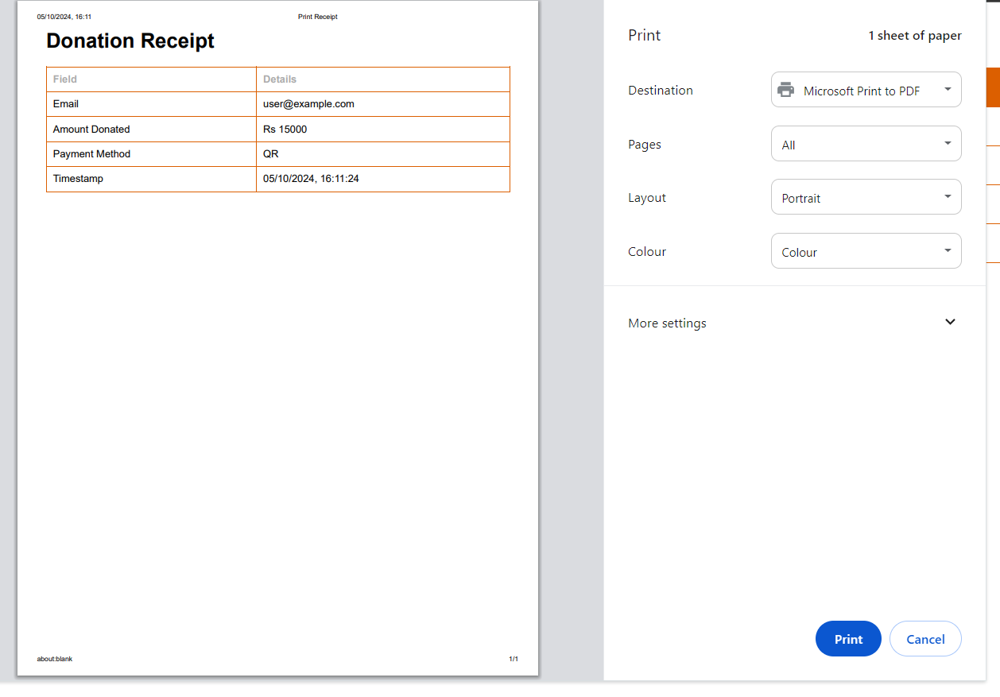 05/10/2024, 16:11 Print Receipt
Donation Receipt
Field Details
Email user@example.com
Amount Donated Rs 15000
Payment Method QR
Timestamp 05/10/2024, 16:11:24
about:blank 1/1
Print 1 sheet of paper
Destination Microsoft Print to PDF
Pages All
Layout Portrait
Colour Colour
More settings
Print Cancel